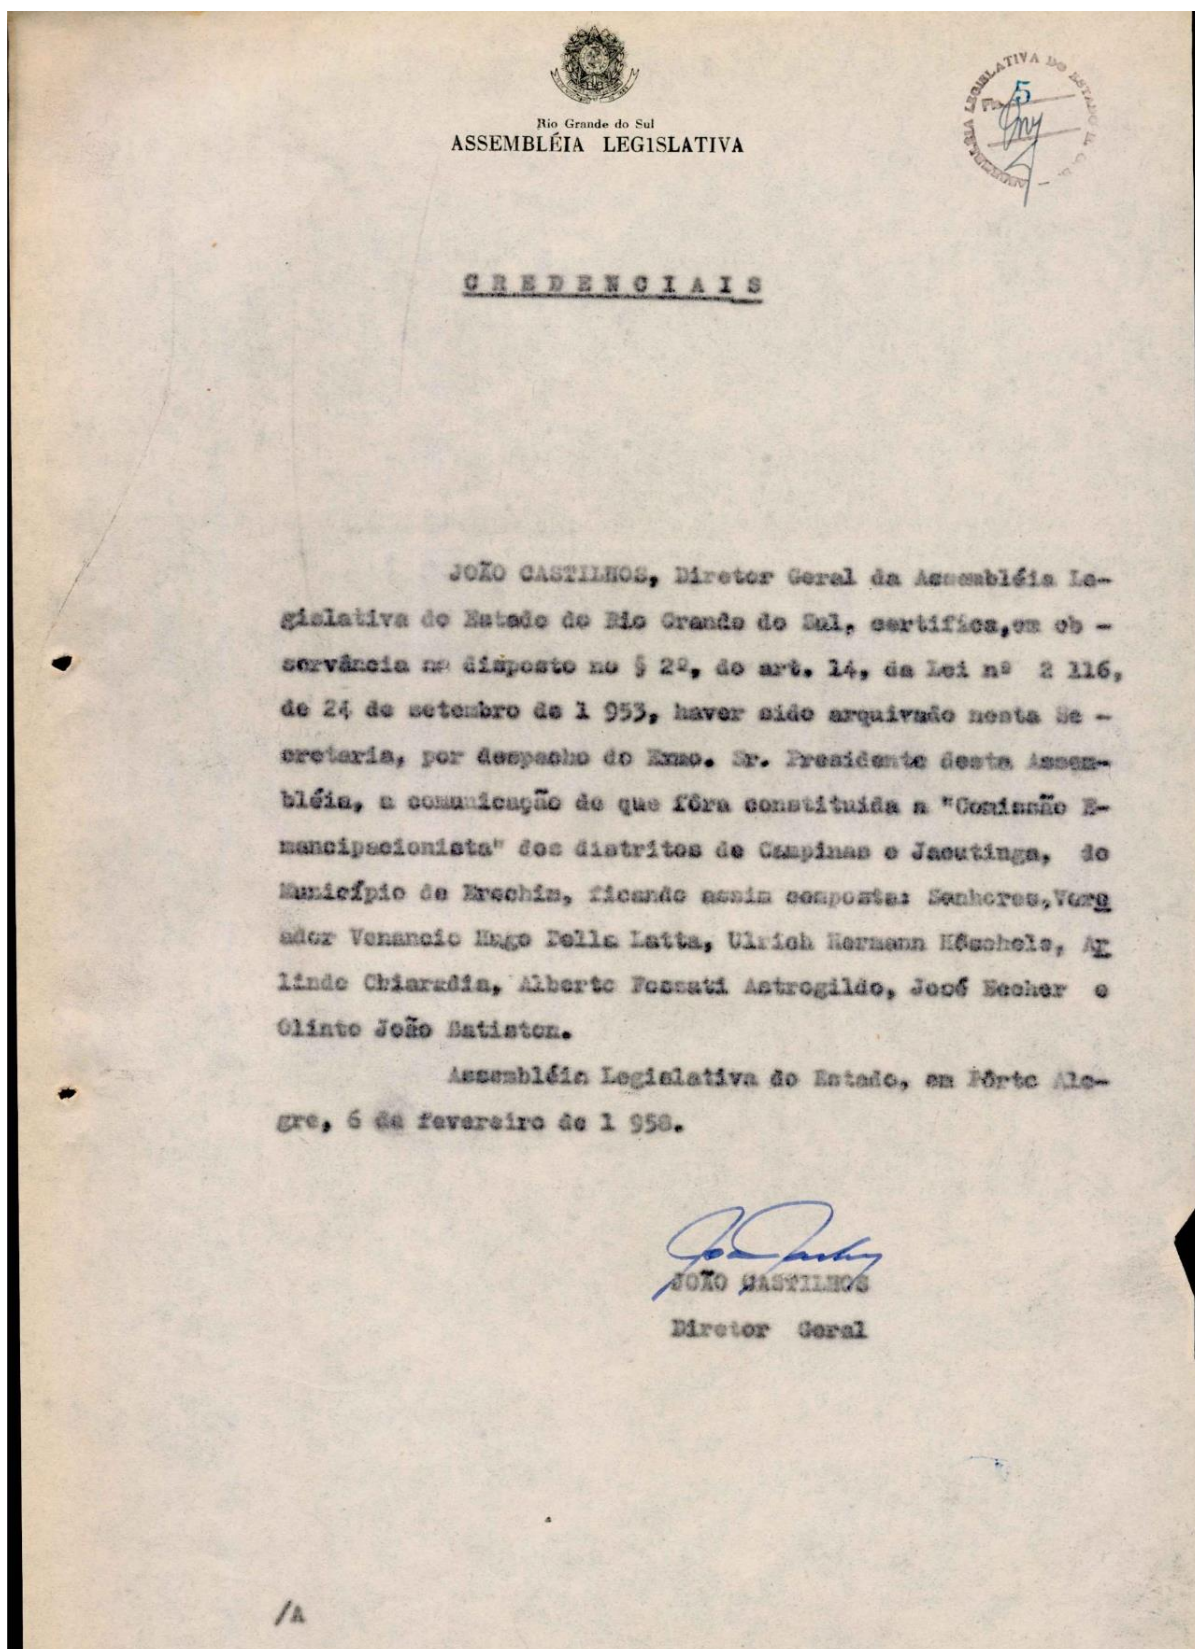 ASSEMBLEIA LEGISLATIVA DO ESTADO R. G. S.
Fls. 5
Rio Grande do Sul
ASSEMBLÉIA LEGISLATIVA
CREDENCIAIS
JOÃO CASTILHOS, Diretor Geral da Assembléia Le-
gislativa do Estado do Rio Grande do Sul, certifica,em ob -
servância no disposto no § 2º, do art. 14, da Lei nº 2 116,
de 24 de setembro de 1 953, haver sido arquivado nesta Se -
cretaria, por despacho do Exmo. Sr. Presidente desta Assem-
bléia, a comunicação de que fôra constituida a "Comissão E-
mancipacionista" dos distritos de Campinas e Jacutinga, do
Município de Erechim, ficando assim composta: Senhores,Vere
ador Venancio Hugo Della Latta, Ulrich Hermann Ar
lindo Chiaradia, Alberto Fossati Astrogildo, José Becher e
Olinto João Batiston.
Assembléia Legislativa do Estado, em Pôrto Ale-
gre, 6 de fevereiro de 1 958.
JOÃO CASTILHOS
Diretor Geral
/A